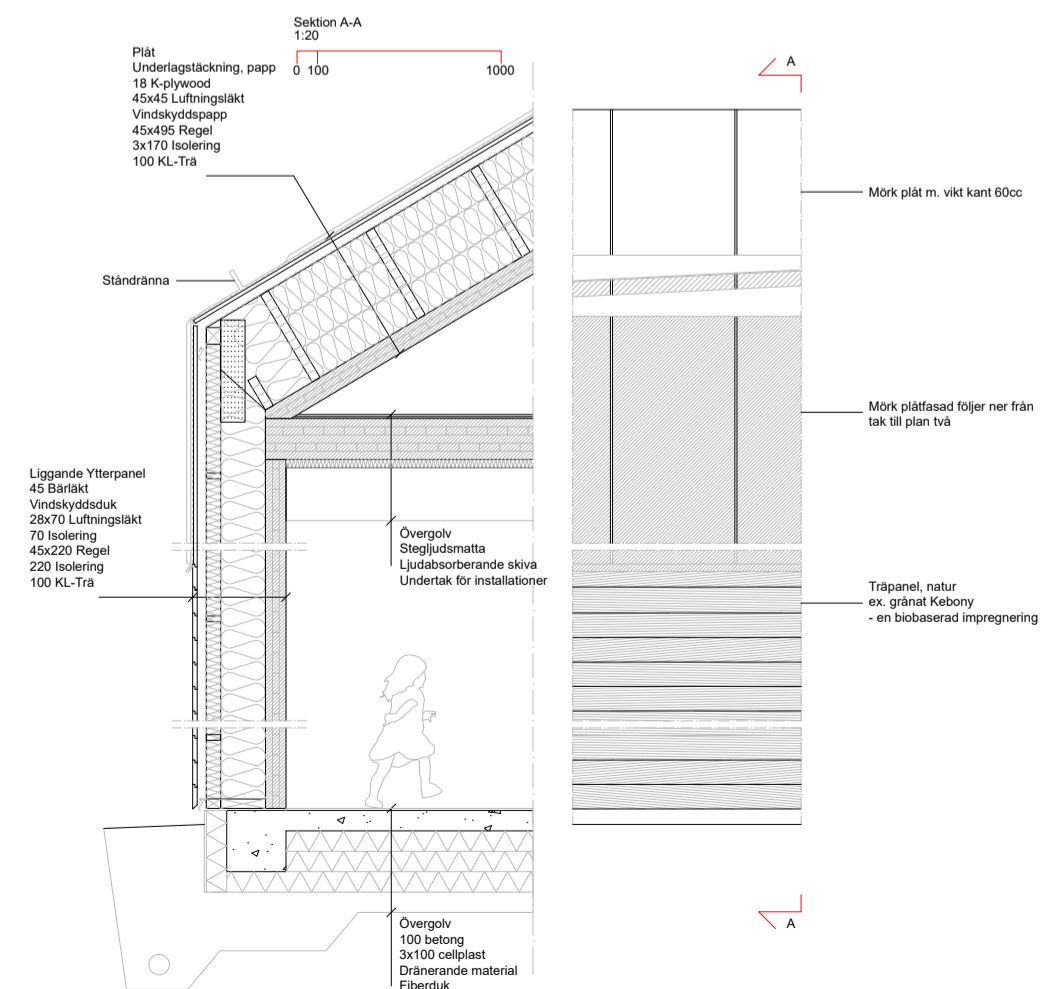 Sektion A-A
1:20
0 100 1000
Plåt
Underlagstäckning, papp
18 K-plywood
45x45 Luftningsläkt
Vindskyddspapp
45x495 Regel
3x170 Isolering
100 KL-Trä
Ståndränna
Liggande Ytterpanel
45 Bärläkt
Vindskyddsduk
28x70 Luftningsläkt
70 Isolering
45x220 Regel
220 Isolering
100 KL-Trä
Övergolv
Stegljudsmatta
Ljudabsorberande skiva
Undertak för installationer
Övergolv
100 betong
3x100 cellplast
Dränerande material
Fiberduk
A
Mörk plåt m. vikt kant 60cc
Mörk plåtfasad följer ner från
tak till plan två
Träpanel, natur
ex. grånat Kebony
- en biobaserad impregnering
A